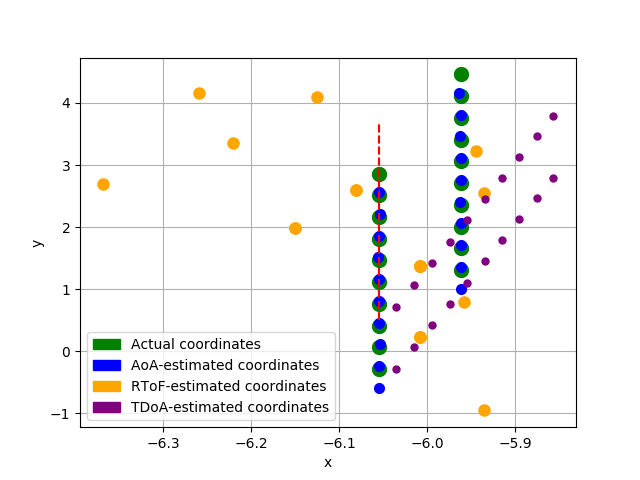 4
3
2
y
1
0
−1
Actual coordinates
AoA-estimated coordinates
RToF-estimated coordinates
TDoA-estimated coordinates
−6.3 −6.2 −6.1 −6.0 −5.9
x